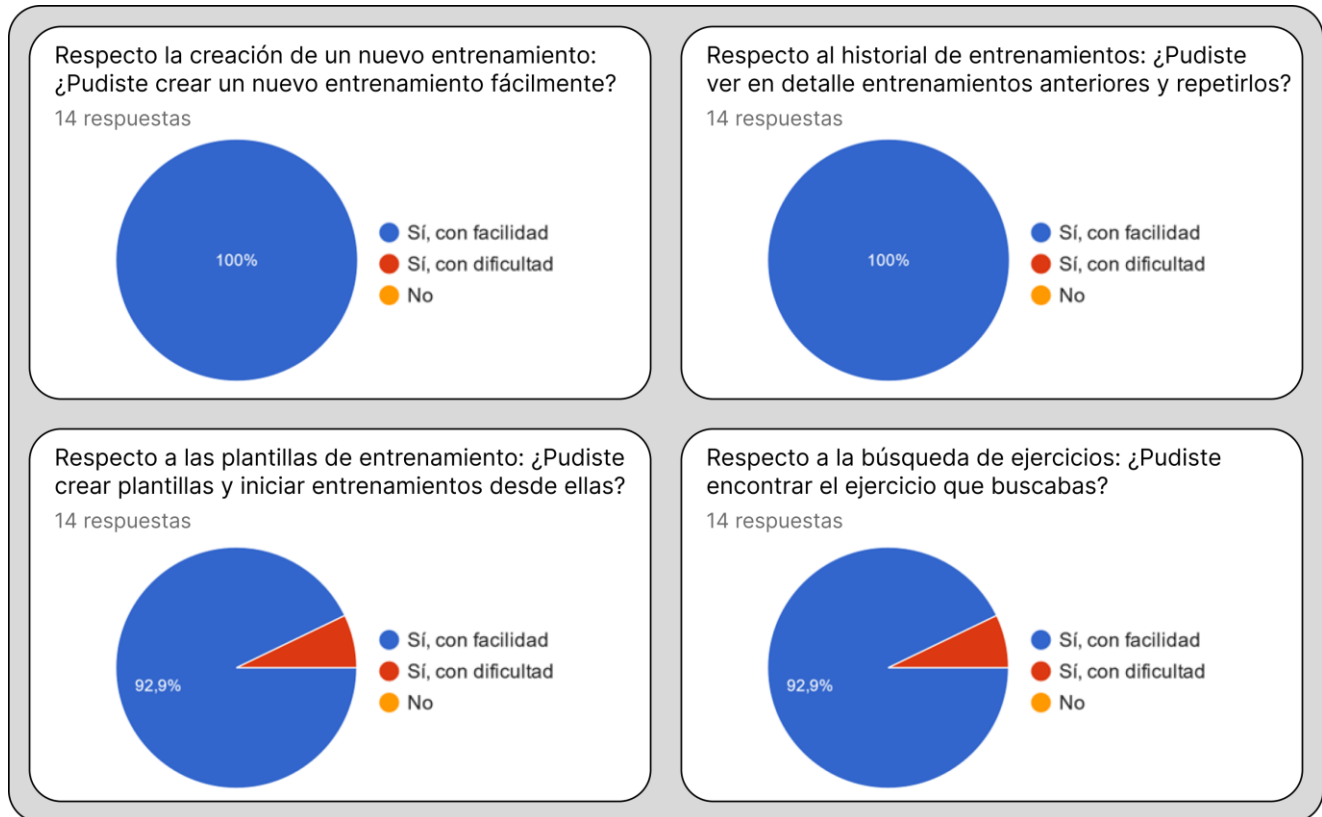 Respecto la creación de un nuevo entrenamiento:
¿Pudiste crear un nuevo entrenamiento fácilmente?
14 respuestas
100%
Sí, con facilidad
Sí, con dificultad
No
Respecto al historial de entrenamientos: ¿Pudiste
ver en detalle entrenamientos anteriores y repetirlos?
14 respuestas
100%
Sí, con facilidad
Sí, con dificultad
No
Respecto a las plantillas de entrenamiento: ¿Pudiste
crear plantillas y iniciar entrenamientos desde ellas?
14 respuestas
92,9%
Sí, con facilidad
Sí, con dificultad
No
Respecto a la búsqueda de ejercicios: ¿Pudiste
encontrar el ejercicio que buscabas?
14 respuestas
92,9%
Sí, con facilidad
Sí, con dificultad
No